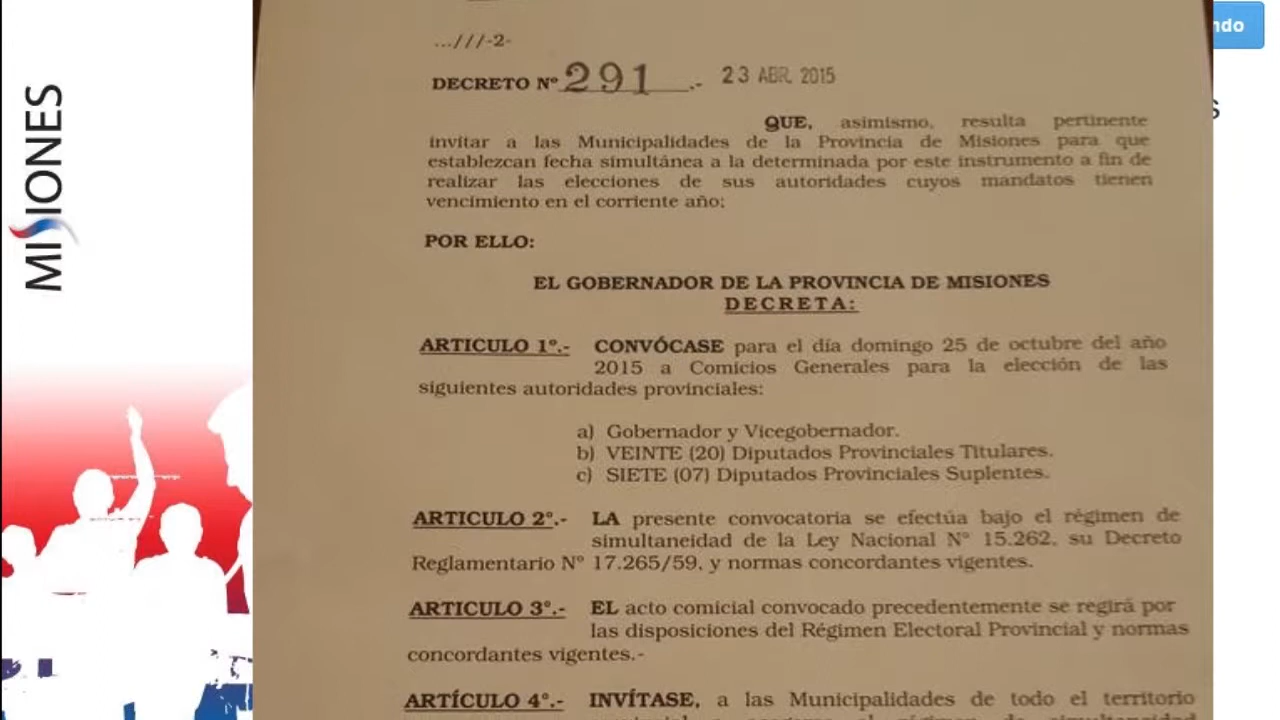 MISIONES
ndo
s
...///-2-
DECRETO Nº 291 .- 23 ABR. 2015
QUE, asimismo, resulta pertinente
invitar a las Municipalidades de la Provincia de Misiones para que
establezcan fecha simultánea a la determinada por este instrumento a fin de
realizar las elecciones de sus autoridades cuyos mandatos tienen
vencimiento en el corriente año;
POR ELLO:
EL GOBERNADOR DE LA PROVINCIA DE MISIONES
DECRETA:
ARTICULO 1º.- CONVÓCASE para el día domingo 25 de octubre del año
2015 a Comicios Generales para la elección de las
siguientes autoridades provinciales:
a) Gobernador y Vicegobernador.
b) VEINTE (20) Diputados Provinciales Titulares.
c) SIETE (07) Diputados Provinciales Suplentes.
ARTICULO 2º.- LA presente convocatoria se efectúa bajo el régimen de
simultaneidad de la Ley Nacional Nº 15.262, su Decreto
Reglamentario Nº 17.265/59, y normas concordantes vigentes.
ARTICULO 3º.- EL acto comicial convocado precedentemente se regirá por
las disposiciones del Régimen Electoral Provincial y normas
concordantes vigentes.-
ARTÍCULO 4º.- INVÍTASE, a las Municipalidades de todo el territorio